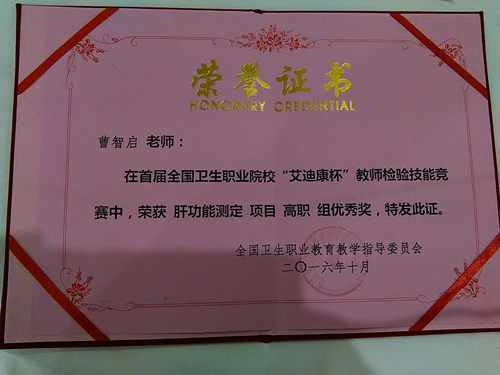 荣誉证书
HONORARY CREDENTIAL
曹智启 老师：
在首届全国卫生职业院校“艾迪康杯”教师检验技能竞
赛中，荣获 肝功能测定 项目 高职 组优秀奖，特发此证。
全国卫生职业教育教学指导委员会
二〇一六年十月